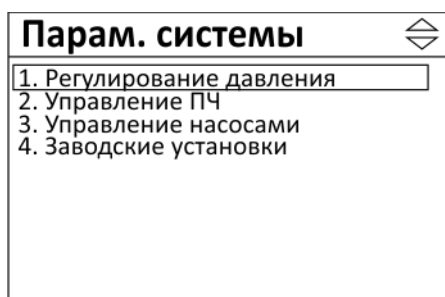 Парам. системы
1. Регулирование давления
2. Управление ПЧ
3. Управление насосами
4. Заводские установки